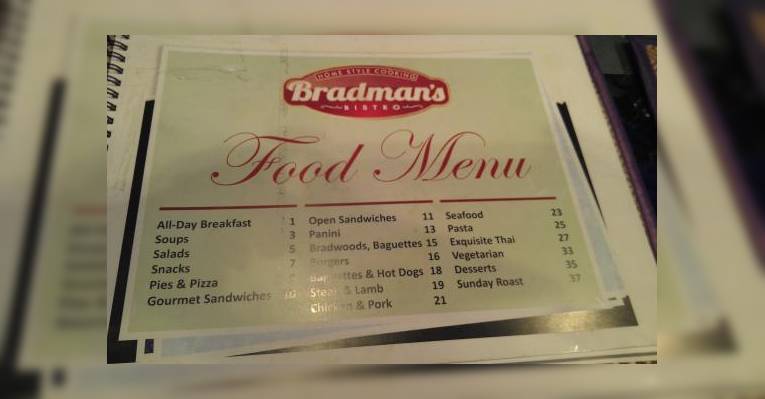 HOME STYLE COOKING
Bradman's
BISTRO
Food Menu
All-Day Breakfast 1
Soups 3
Salads 5
Snacks 7
Pies & Pizza
Gourmet Sandwiches 10
Open Sandwiches 11
Panini 13
Bradwoods, Baguettes 15
Burgers 16
Baguettes & Hot Dogs 18
Steak & Lamb 19
Chicken & Pork 21
Seafood 23
Pasta 25
Exquisite Thai 27
Vegetarian 33
Desserts 35
Sunday Roast 37